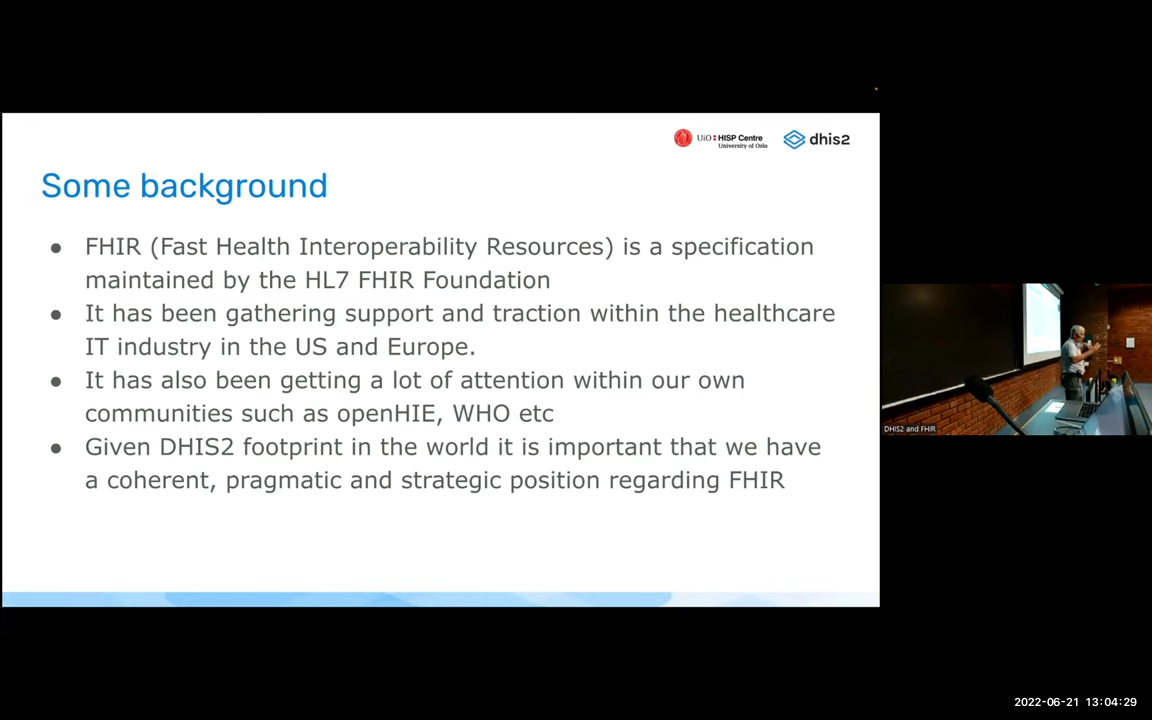 UiO HISP Centre
University of Oslo
dhis2
Some background
● FHIR (Fast Health Interoperability Resources) is a specification
maintained by the HL7 FHIR Foundation
● It has been gathering support and traction within the healthcare
IT industry in the US and Europe.
● It has also been getting a lot of attention within our own
communities such as openHIE, WHO etc
● Given DHIS2 footprint in the world it is important that we have
a coherent, pragmatic and strategic position regarding FHIR
DHIS2 and FHIR
2022-06-21 13:04:29